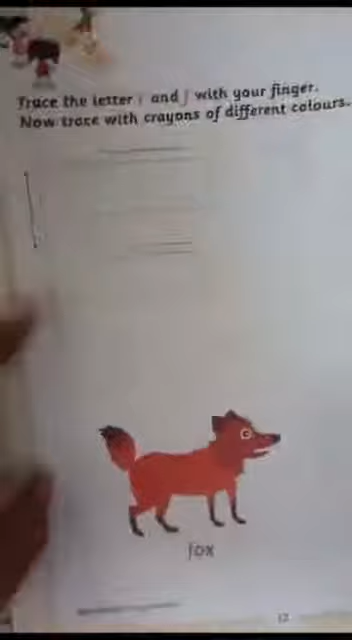 Trace the letter f and f with your finger.
Now trace with crayons of different colours.
fox